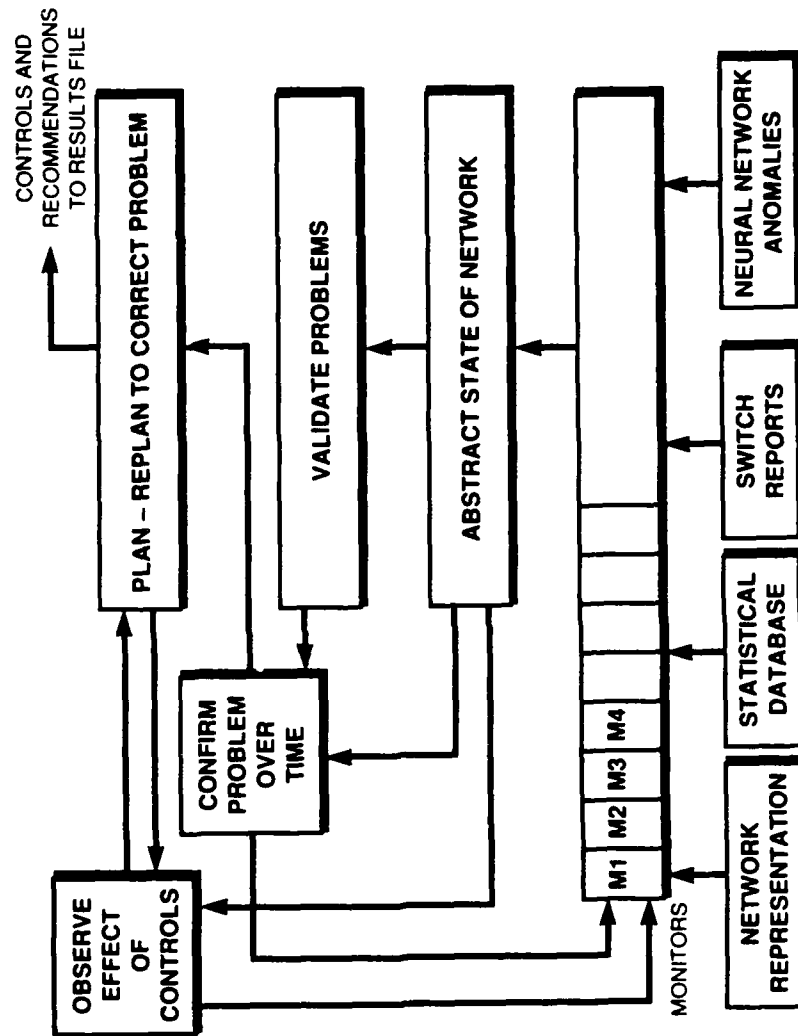 CONTROLS AND
RECOMMENDATIONS
TO RESULTS FILE
PLAN – REPLAN TO CORRECT PROBLEM
OBSERVE
EFFECT
OF
CONTROLS
VALIDATE PROBLEMS
CONFIRM
PROBLEM
OVER
TIME
ABSTRACT STATE OF NETWORK
M1
M2
M3
M4
MONITORS
NETWORK
REPRESENTATION
STATISTICAL
DATABASE
SWITCH
REPORTS
NEURAL NETWORK
ANOMALIES